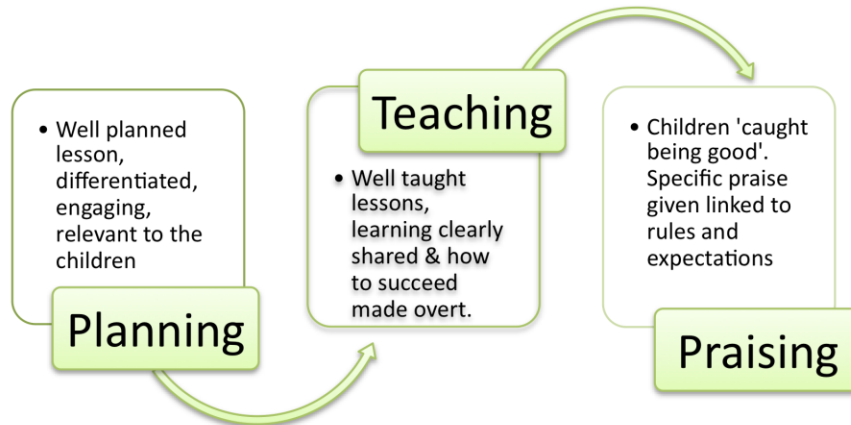 • Well planned
lesson,
differentiated,
engaging,
relevant to the
children
Planning
Teaching
• Well taught
lessons,
learning clearly
shared & how
to succeed
made overt.
• Children 'caught
being good'.
Specific praise
given linked to
rules and
expectations
Praising